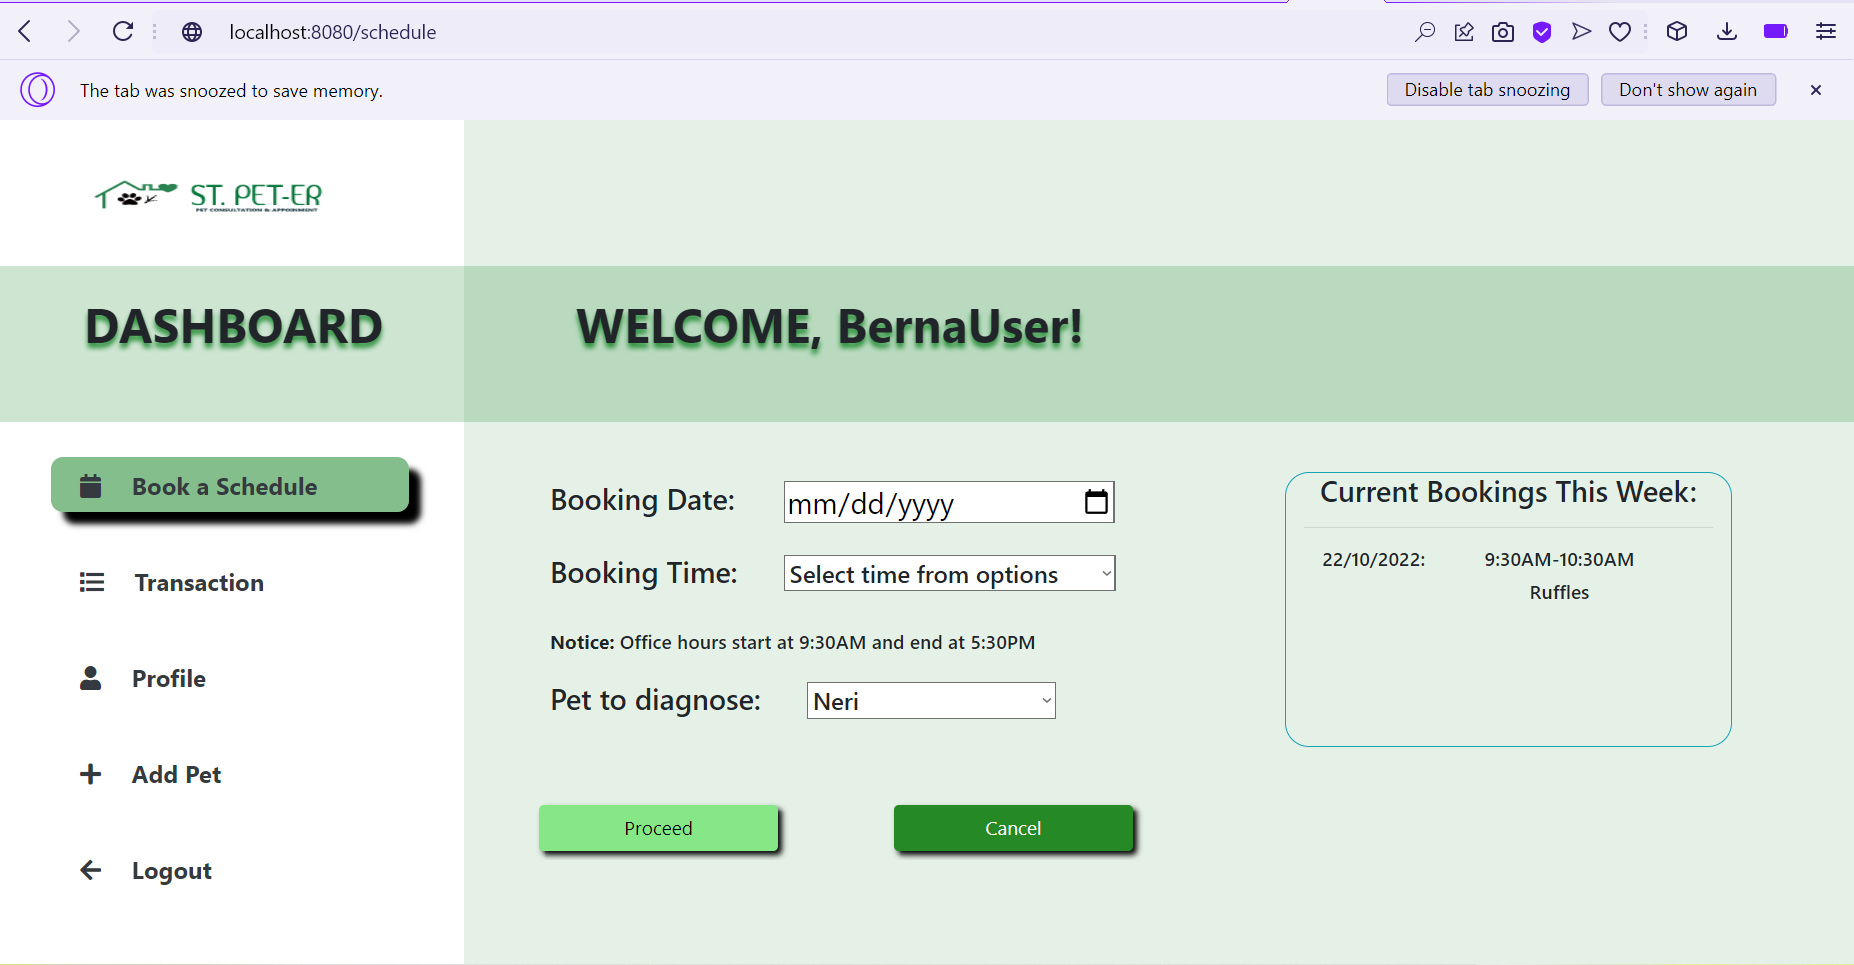 localhost:8080/schedule
The tab was snoozed to save memory.
Disable tab snoozing
Don't show again
ST. PET-ER
PET CONSULTATION & APPOINTMENT
DASHBOARD
WELCOME, BernaUser!
Book a Schedule
Transaction
Profile
Add Pet
Logout
Booking Date:
mm/dd/yyyy
Booking Time:
Select time from options
Notice: Office hours start at 9:30AM and end at 5:30PM
Pet to diagnose:
Neri
Proceed
Cancel
Current Bookings This Week:
22/10/2022:
9:30AM-10:30AM
Ruffles